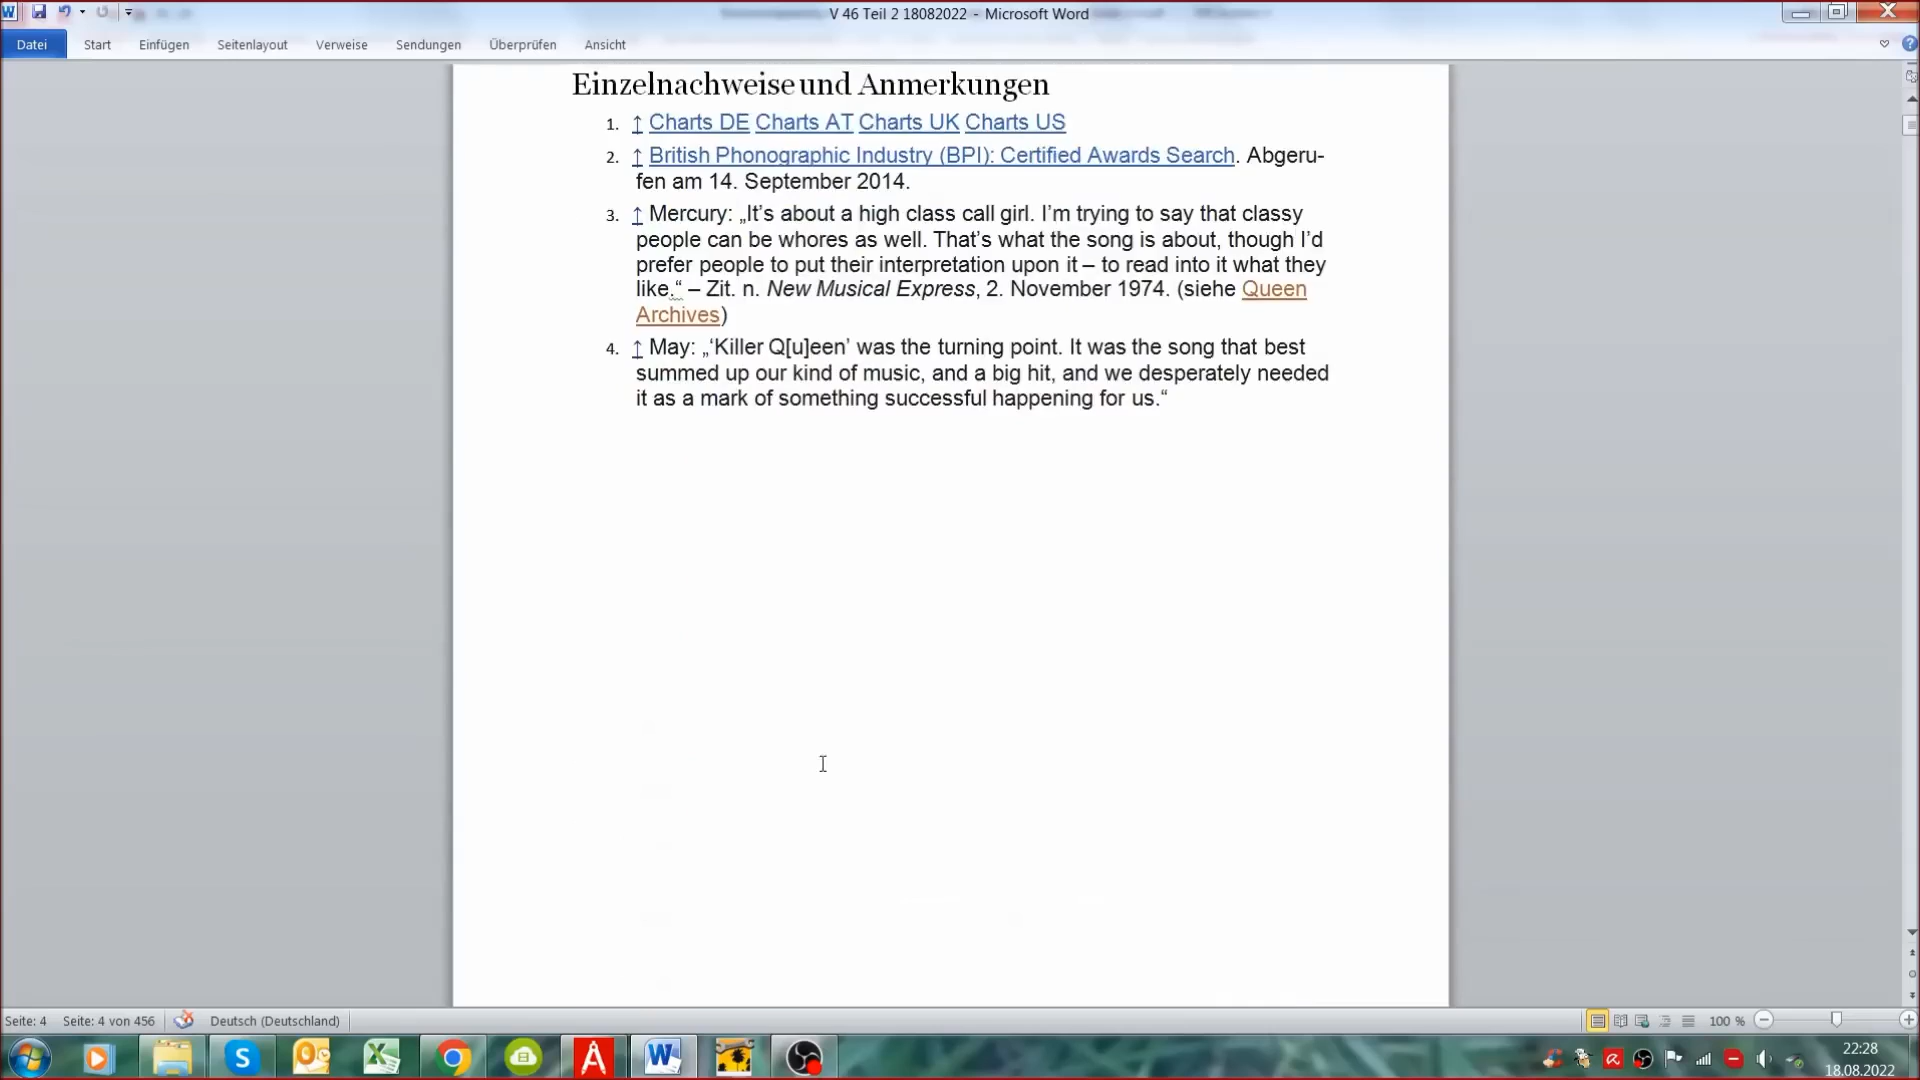 V 46 Teil 2 18082022 - Microsoft Word
Datei Start Einfügen Seitenlayout Verweise Sendungen Überprüfen Ansicht
Einzelnachweise und Anmerkungen
1. ↑ Charts DE Charts AT Charts UK Charts US
2. ↑ British Phonographic Industry (BPI): Certified Awards Search. Abgeru-
fen am 14. September 2014.
3. ↑ Mercury: „It’s about a high class call girl. I’m trying to say that classy
people can be whores as well. That’s what the song is about, though I’d
prefer people to put their interpretation upon it – to read into it what they
like.“ – Zit. n. New Musical Express, 2. November 1974. (siehe Queen
Archives)
4. ↑ May: „‘Killer Q[u]een’ was the turning point. It was the song that best
summed up our kind of music, and a big hit, and we desperately needed
it as a mark of something successful happening for us.“
Seite: 4 Seite: 4 von 456 Deutsch (Deutschland) 100 %
22:28
18.08.2022